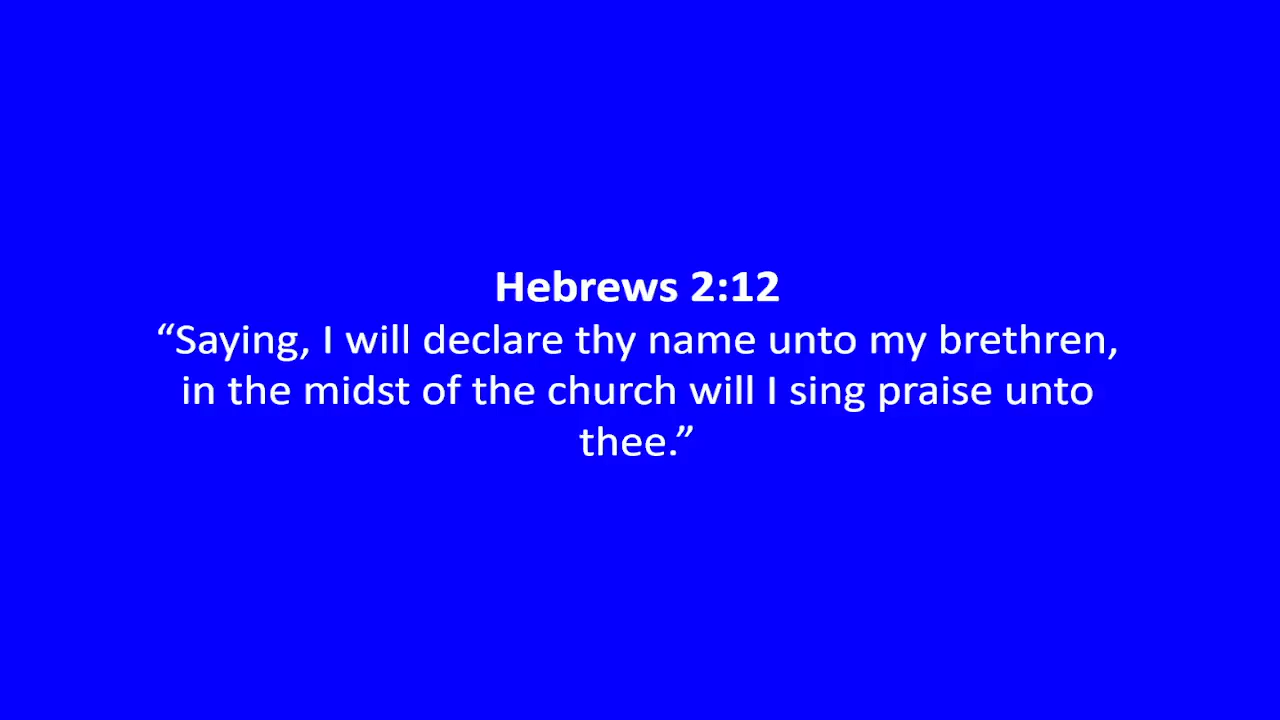 Hebrews 2:12
“Saying, I will declare thy name unto my brethren,
in the midst of the church will I sing praise unto
thee.”